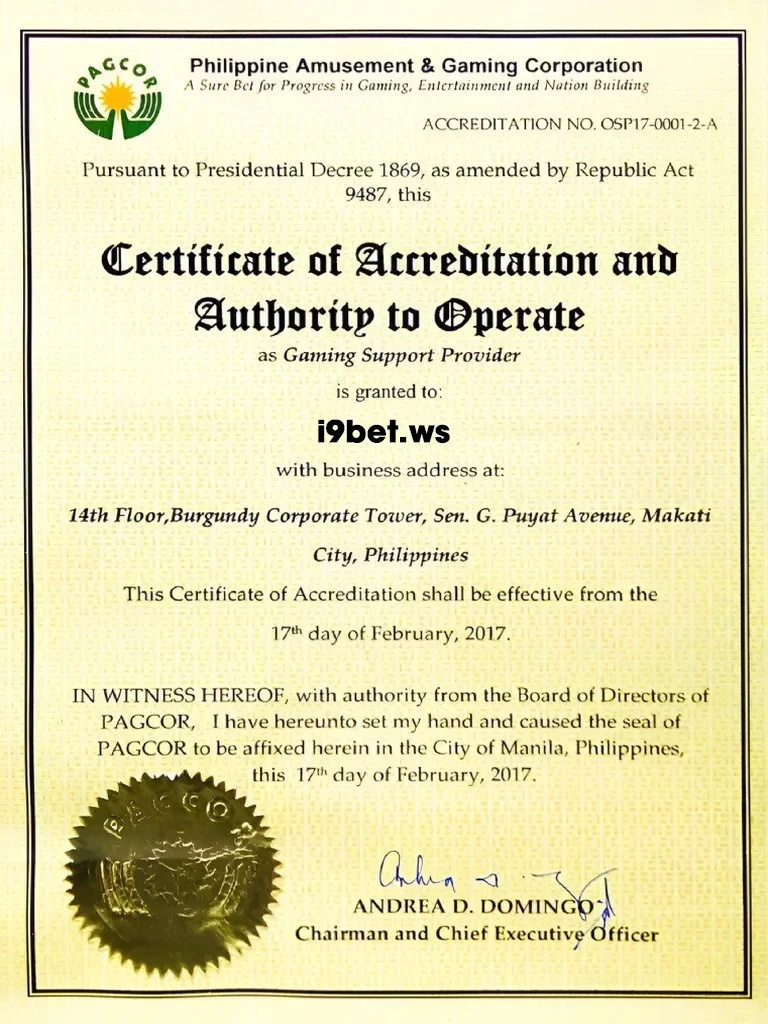 PAGCOR
Philippine Amusement & Gaming Corporation
A Sure Bet for Progress in Gaming, Entertainment and Nation Building
ACCREDITATION NO. OSP17-0001-2-A
Pursuant to Presidential Decree 1869, as amended by Republic Act
9487, this
Certificate of Accreditation and
Authority to Operate
as Gaming Support Provider
is granted to:
i9bet.ws
with business address at:
14th Floor,Burgundy Corporate Tower, Sen. G. Puyat Avenue, Makati
City, Philippines
This Certificate of Accreditation shall be effective from the
17th day of February, 2017.
IN WITNESS HEREOF, with authority from the Board of Directors of
PAGCOR, I have hereunto set my hand and caused the seal of
PAGCOR to be affixed herein in the City of Manila, Philippines,
this 17th day of February, 2017.
PAGCOR
ANDREA D. DOMINGO
Chairman and Chief Executive Officer